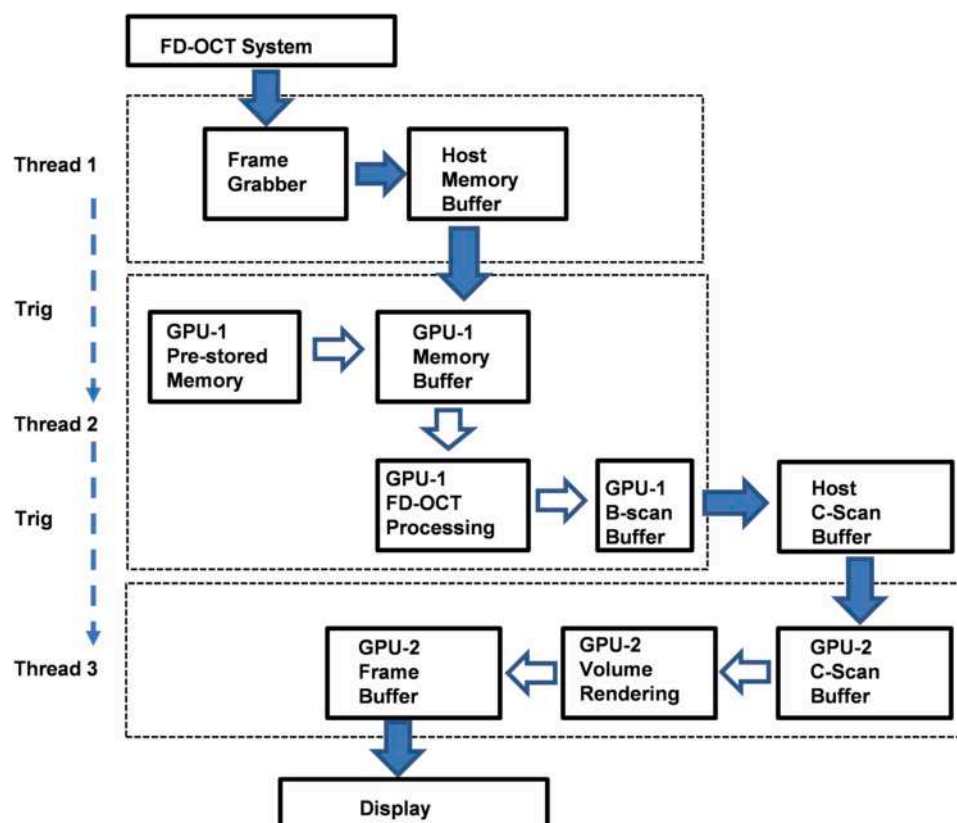 FD-OCT System
Thread 1
Frame
Grabber
Host
Memory
Buffer
Trig
GPU-1
Pre-stored
Memory
GPU-1
Memory
Buffer
Thread 2
GPU-1
FD-OCT
Processing
GPU-1
B-scan
Buffer
Host
C-Scan
Buffer
Trig
Thread 3
GPU-2
Frame
Buffer
GPU-2
Volume
Rendering
GPU-2
C-Scan
Buffer
Display